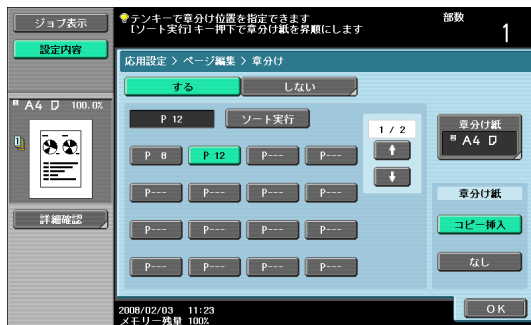 ジョブ表示
設定内容
A4 100.0%
1
詳細確認
テンキーで章分け位置を指定できます
[ソート実行]キー押下で章分け紙を昇順にします
部数
1
応用設定 > ページ編集 > 章分け
する しない
P 12 ソート実行
1 / 2
P 8 P 12 P--- P---
P--- P--- P--- P---
P--- P--- P--- P---
P--- P--- P--- P---
P--- P--- P--- P---
章分け紙
A4
章分け紙
コピー挿入
なし
2008/02/03 11:23
メモリー残量 100%
OK